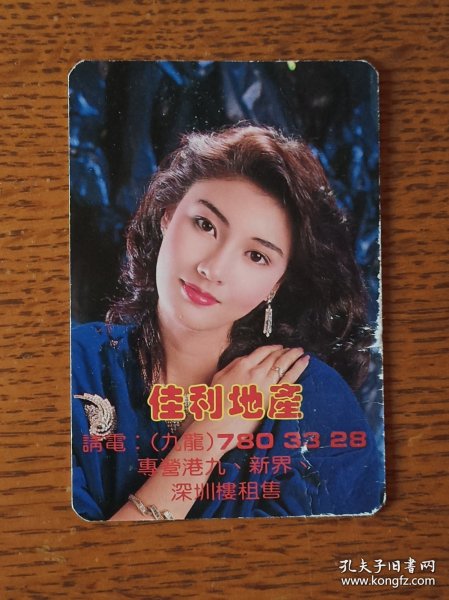 佳利地產
請電：(九龍)780 33 28
專營港九、新界、
深圳樓租售
孔夫子旧书网
www.kongfz.com